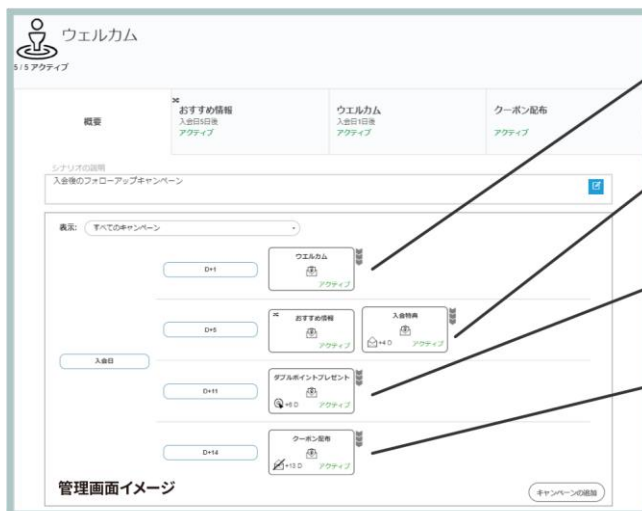 ウェルカム
5 / 5 アクティブ
概要
おすすめ情報
入会日5日後
アクティブ
ウエルカム
入会日1日後
アクティブ
クーポン配布
アクティブ
シナリオの説明
入会後のフォローアップキャンペーン
表示: すべてのキャンペーン
D+1
ウエルカム
アクティブ
D+5
おすすめ情報
アクティブ
入会特典
+4 D アクティブ
入会日
D+11
ダブルポイントプレゼント
+6 D アクティブ
D+14
クーポン配布
+13 D アクティブ
管理画面イメージ
キャンペーンの追加